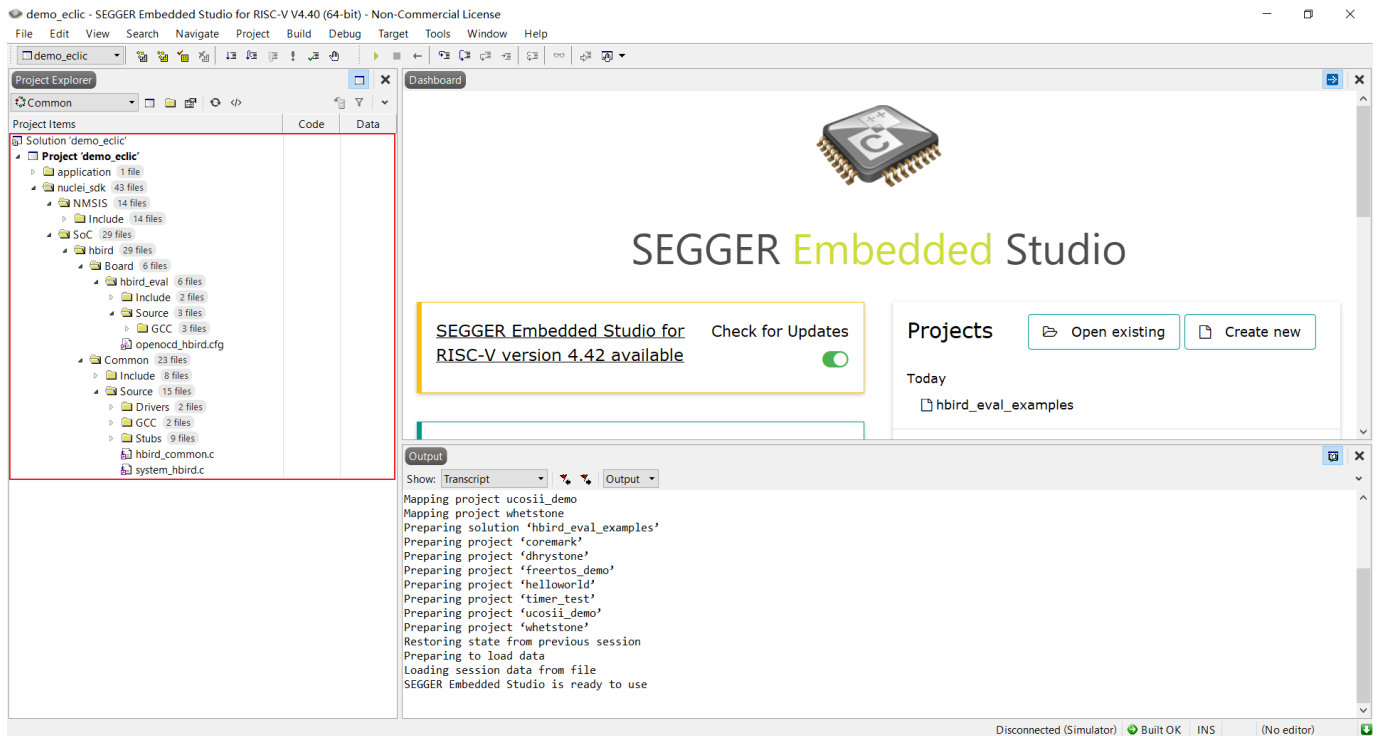 demo_eclic - SEGGER Embedded Studio for RISC-V V4.40 (64-bit) - Non-Commercial License
File Edit View Search Navigate Project Build Debug Target Tools Window Help
demo_eclic
Project Explorer
Common
Project Items Code Data
Solution 'demo_eclic'
Project 'demo_eclic'
application 1 file
nuclei_sdk 43 files
NMSIS 14 files
Include 14 files
SoC 29 files
hbird 29 files
Board 6 files
hbird_eval 6 files
Include 2 files
Source 3 files
GCC 3 files
openocd_hbird.cfg
Common 23 files
Include 8 files
Source 15 files
Drivers 2 files
GCC 2 files
Stubs 9 files
hbird_common.c
system_hbird.c
Dashboard
C
SEGGER Embedded Studio
SEGGER Embedded Studio for
RISC-V version 4.42 available
Check for Updates
Projects
Open existing
Create new
Today
hbird_eval_examples
Output
Show: Transcript Output
Mapping project ucosii_demo
Mapping project whetstone
Preparing solution ‘hbird_eval_examples’
Preparing project ‘coremark’
Preparing project ‘dhrystone’
Preparing project ‘freertos_demo’
Preparing project ‘helloworld’
Preparing project ‘timer_test’
Preparing project ‘ucosii_demo’
Preparing project ‘whetstone’
Restoring state from previous session
Preparing to load data
Loading session data from file
SEGGER Embedded Studio is ready to use
Disconnected (Simulator) Built OK INS (No editor)